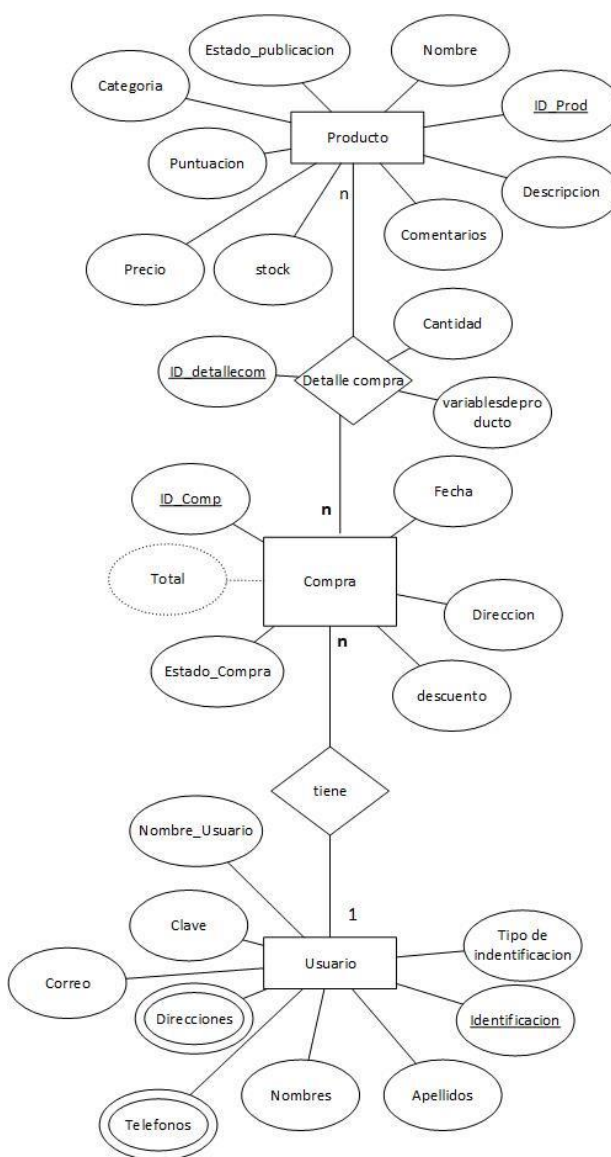 Estado_publicacion
Nombre
Categoria
ID_Prod
Producto
Puntuacion
Descripcion
n
Comentarios
Precio
stock
Cantidad
ID_detallecom
Detalle compra
variablesdepro
ducto
ID_Comp
Fecha
n
Total
Compra
Direccion
Estado_Compra
n
descuento
tiene
Nombre_Usuario
1
Clave
Tipo de
indentificacion
Usuario
Correo
Direcciones
Identificacion
Nombres
Apellidos
Telefonos